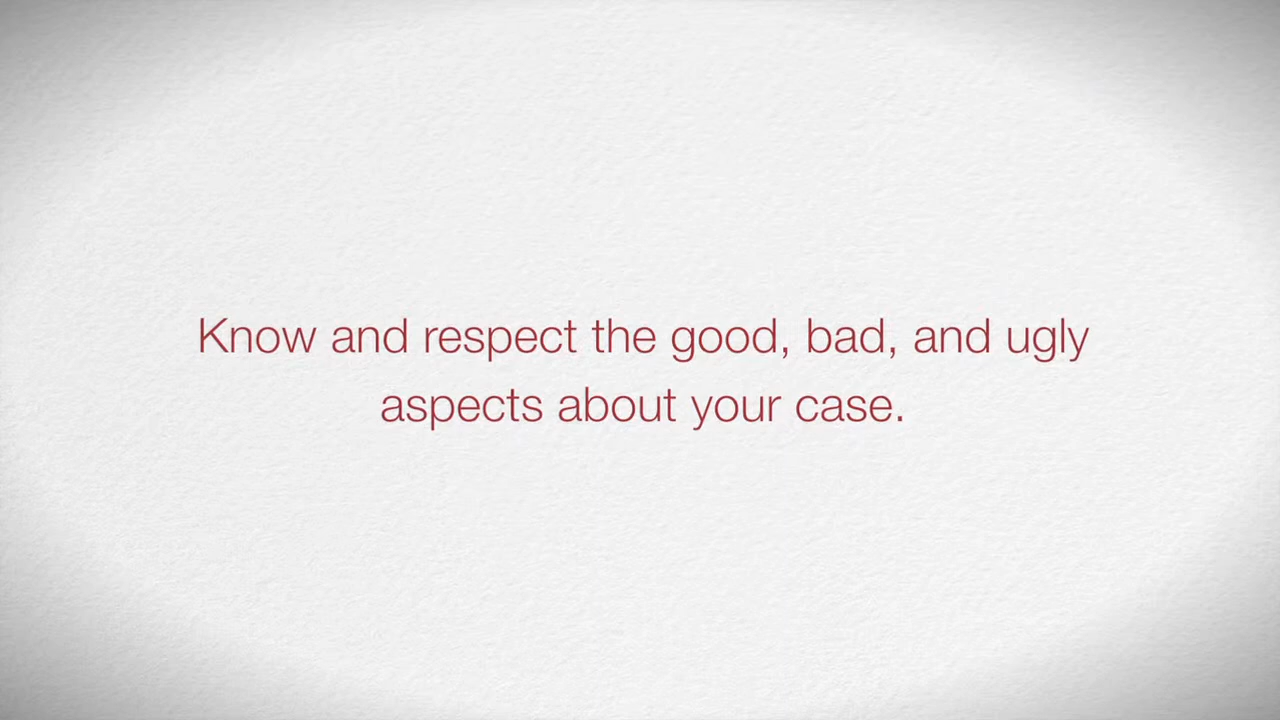 Know and respect the good, bad, and ugly
aspects about your case.